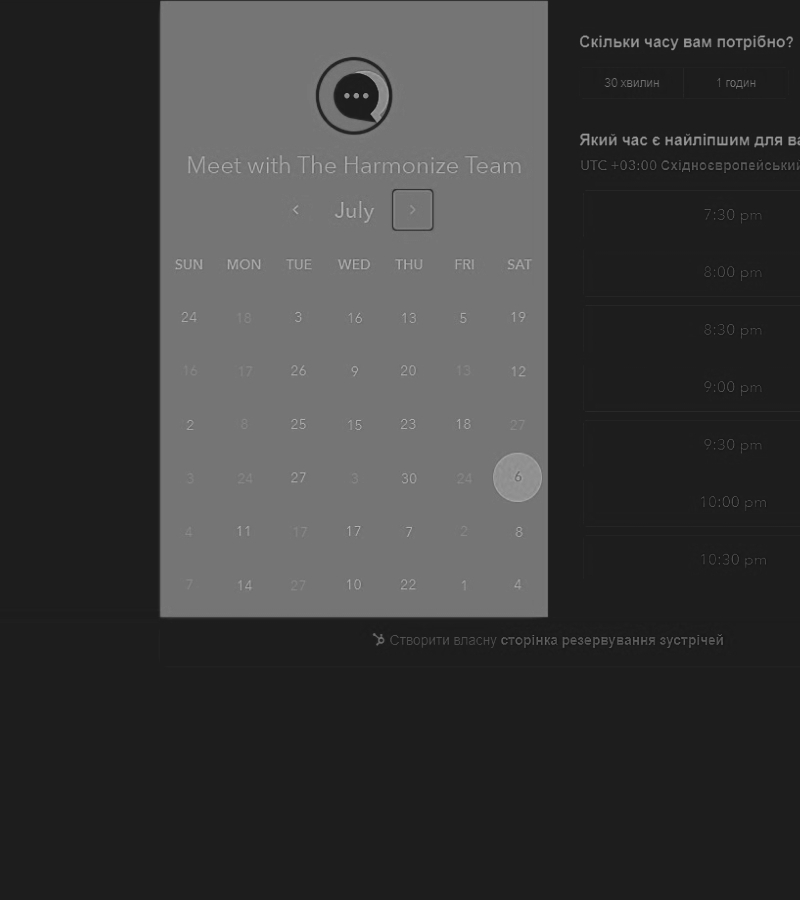 Meet with The Harmonize Team
July
SUN MON TUE WED THU FRI SAT
24 18 3 16 13 5 19
16 17 26 9 20 13 12
2 8 25 15 23 18 27
3 24 27 3 30 24 6
4 11 17 17 7 2 8
7 14 27 10 22 1 4
Скільки часу вам потрібно?
30 хвилин 1 годин
Який час є найліпшим для ва
UTC +03:00 Східноєвропейський
7:30 pm
8:00 pm
8:30 pm
9:00 pm
9:30 pm
10:00 pm
10:30 pm
Створити власну сторінка резервування зустрічей